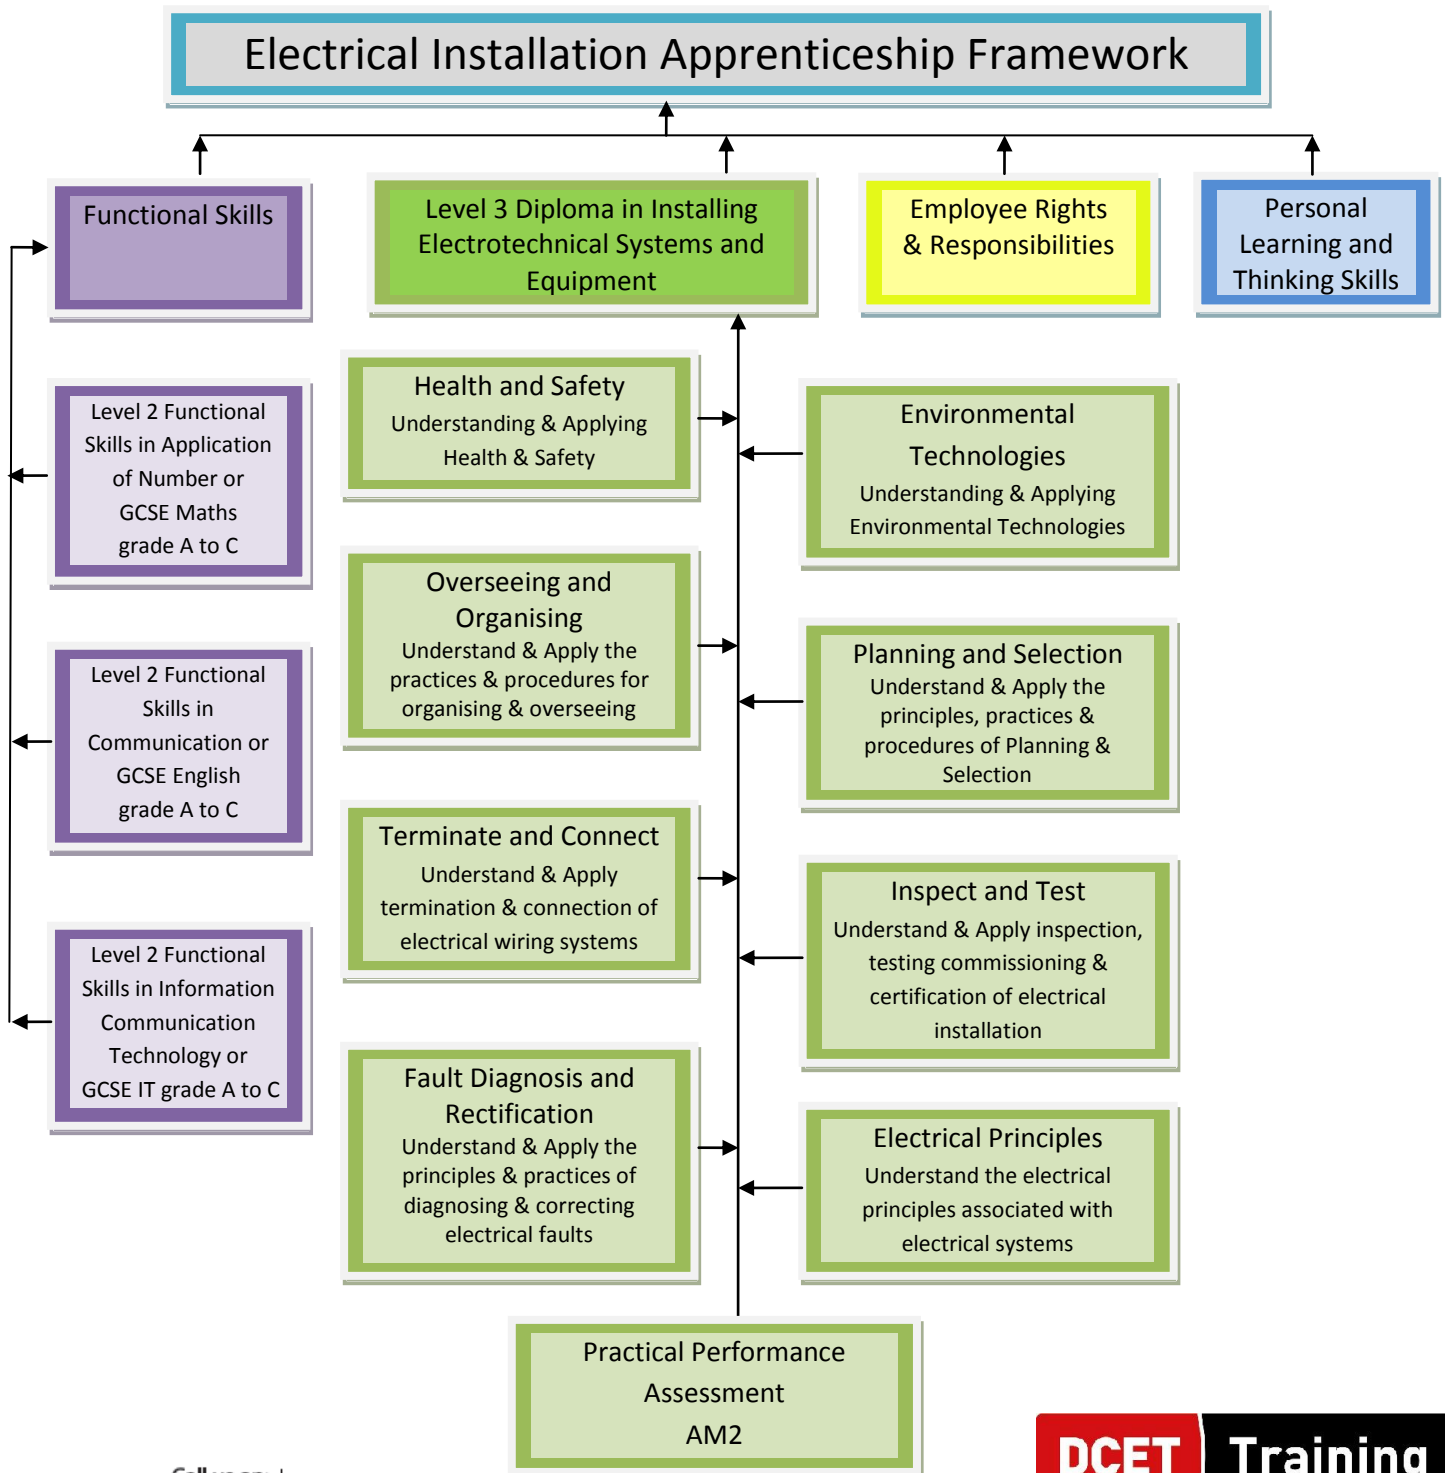 Electrical Installation Apprenticeship Framework
Functional Skills
Level 3 Diploma in Installing
Electrotechnical Systems and
Equipment
Employee Rights
& Responsibilities
Personal
Learning and
Thinking Skills
Level 2 Functional
Skills in Application
of Number or
GCSE Maths
grade A to C
Level 2 Functional
Skills in
Communication or
GCSE English
grade A to C
Level 2 Functional
Skills in Information
Communication
Technology or
GCSE IT grade A to C
Health and Safety
Understanding & Applying
Health & Safety
Environmental
Technologies
Understanding & Applying
Environmental Technologies
Overseeing and
Organising
Understand & Apply the
practices & procedures for
organising & overseeing
Planning and Selection
Understand & Apply the
principles, practices &
procedures of Planning &
Selection
Terminate and Connect
Understand & Apply
termination & connection of
electrical wiring systems
Inspect and Test
Understand & Apply inspection,
testing commissioning &
certification of electrical
installation
Fault Diagnosis and
Rectification
Understand & Apply the
principles & practices of
diagnosing & correcting
electrical faults
Electrical Principles
Understand the electrical
principles associated with
electrical systems
Practical Performance
Assessment
AM2
DCET Training